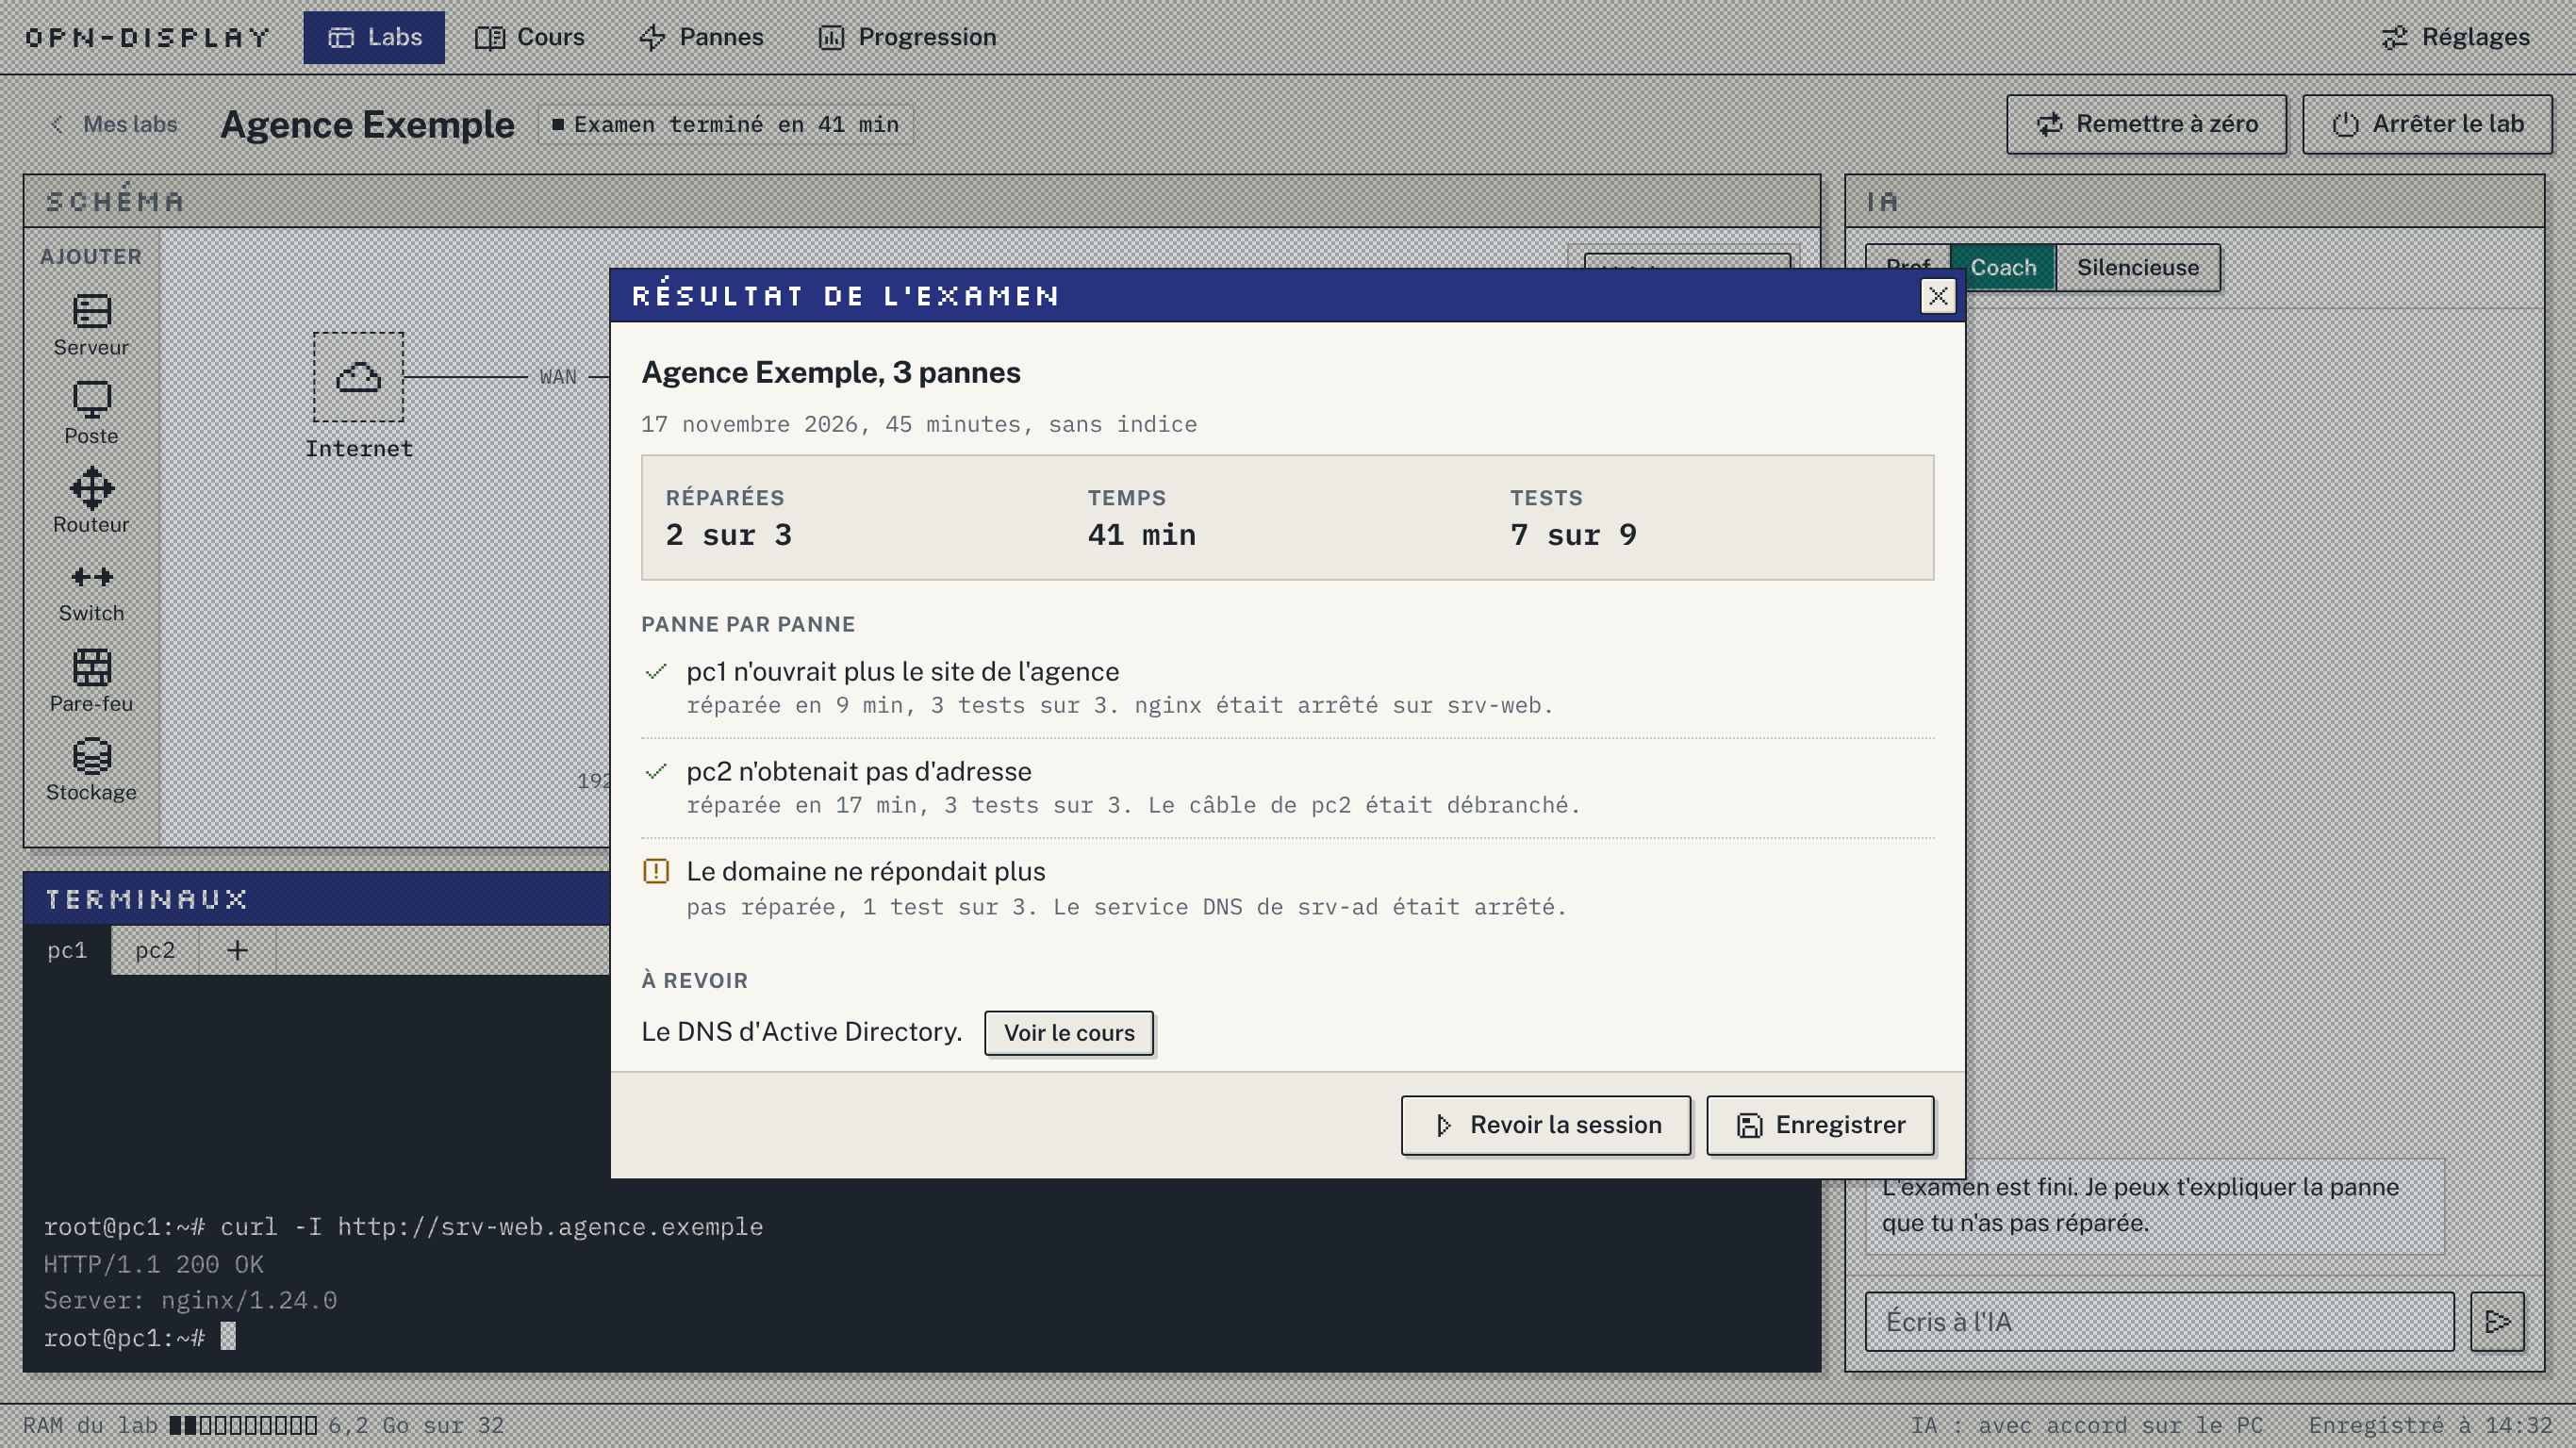 OPN-DISPLAY
Labs
Cours
Pannes
Progression
Réglages
Mes labs
Agence Exemple
Examen terminé en 41 min
Remettre à zéro
Arrêter le lab
SCHÉMA
IA
AJOUTER
Serveur
Poste
Routeur
Switch
Pare-feu
Stockage
Internet
WAN
192
Prof
Coach
Silencieuse
RÉSULTAT DE L'EXAMEN
Agence Exemple, 3 pannes
17 novembre 2026, 45 minutes, sans indice
RÉPARÉES
2 sur 3
TEMPS
41 min
TESTS
7 sur 9
PANNE PAR PANNE
pc1 n'ouvrait plus le site de l'agence
réparée en 9 min, 3 tests sur 3. nginx était arrêté sur srv-web.
pc2 n'obtenait pas d'adresse
réparée en 17 min, 3 tests sur 3. Le câble de pc2 était débranché.
Le domaine ne répondait plus
pas réparée, 1 test sur 3. Le service DNS de srv-ad était arrêté.
À REVOIR
Le DNS d'Active Directory.
Voir le cours
Revoir la session
Enregistrer
TERMINAUX
pc1
pc2
root@pc1:~# curl -I http://srv-web.agence.exemple
HTTP/1.1 200 OK
Server: nginx/1.24.0
root@pc1:~#
L'examen est fini. Je peux t'expliquer la panne
que tu n'as pas réparée.
Écris à l'IA
RAM du lab
6,2 Go sur 32
IA : avec accord sur le PC
Enregistré à 14:32